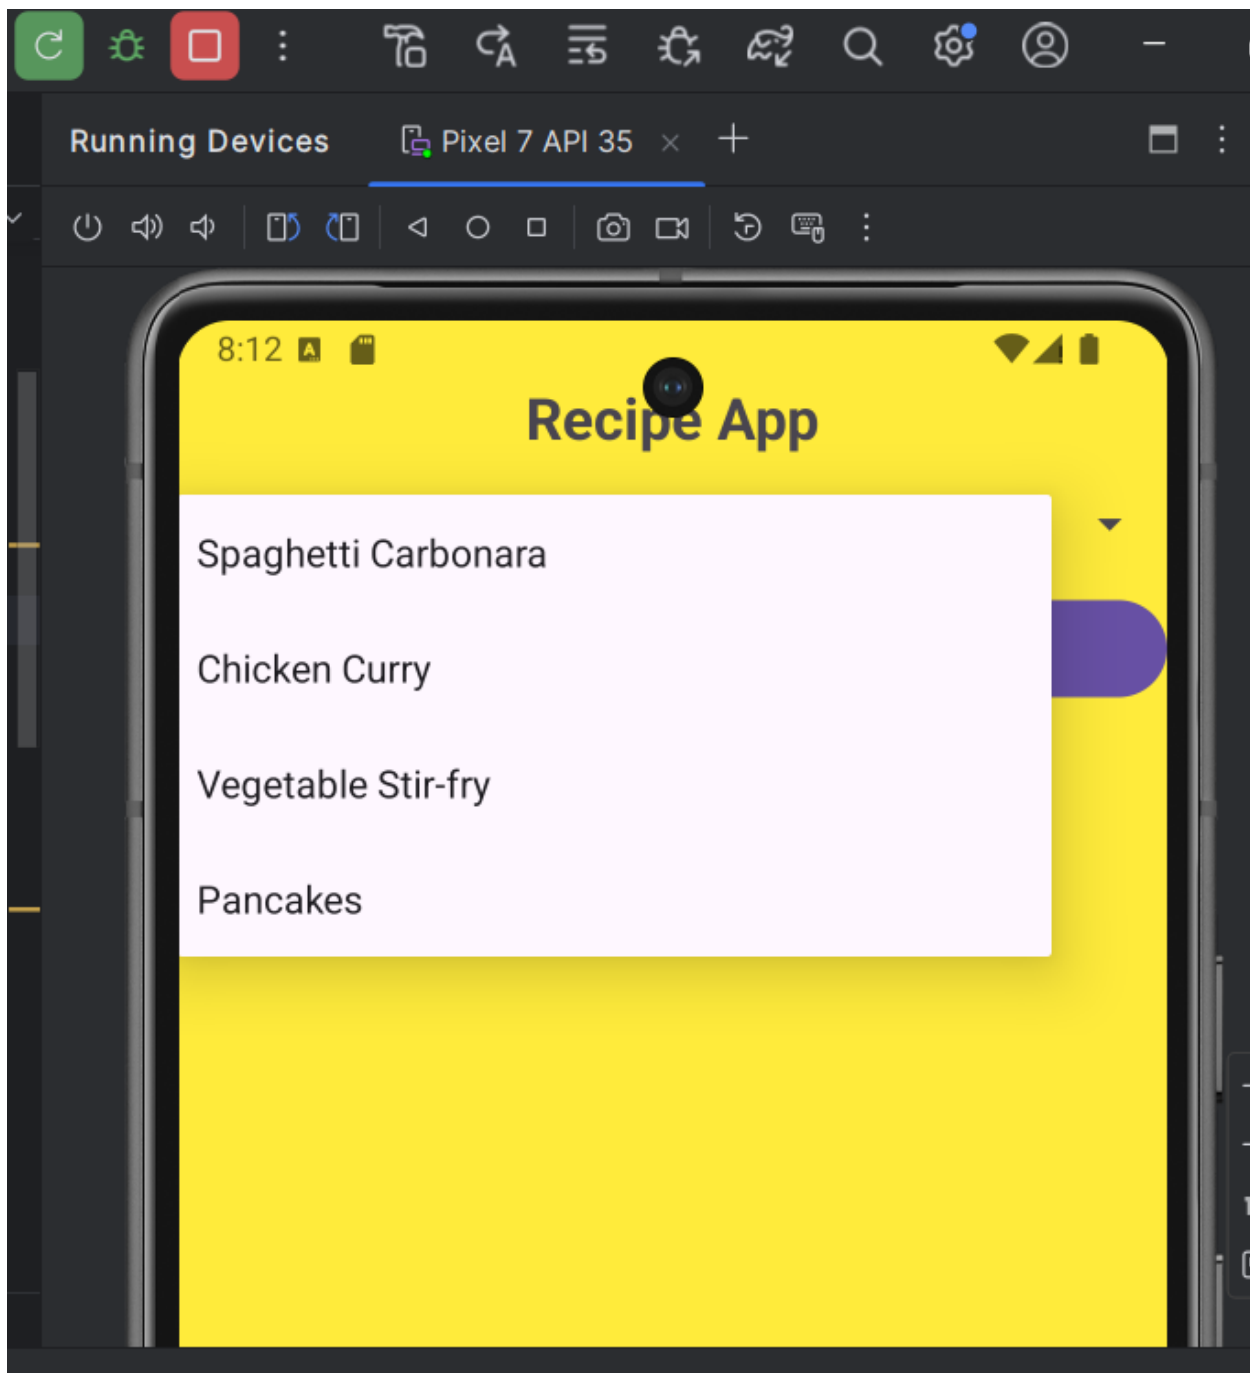 Running Devices
Pixel 7 API 35
8:12
Recipe App
Spaghetti Carbonara
Chicken Curry
Vegetable Stir-fry
Pancakes